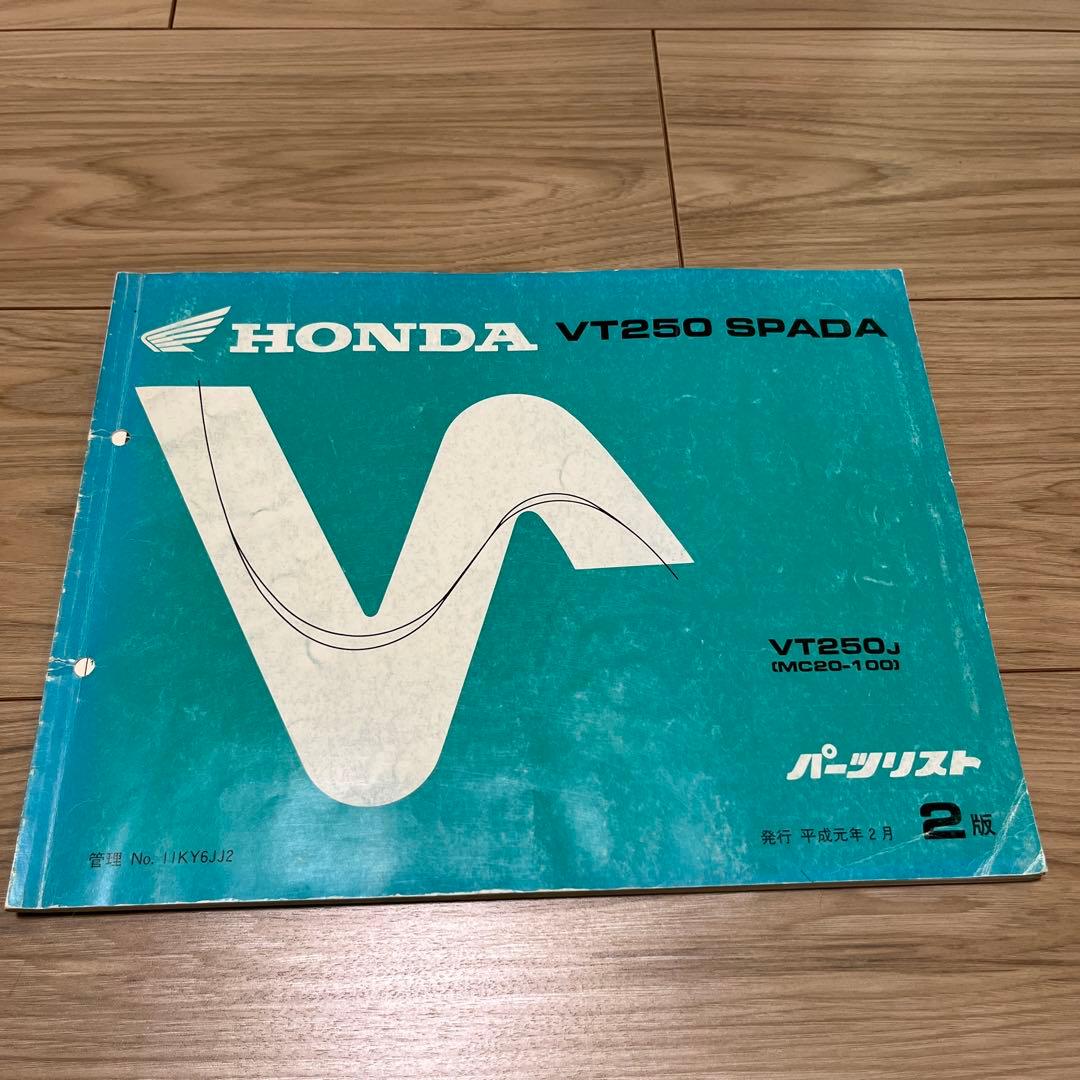 HONDA VT250 SPADA
VT250J
(MC20-100)
パーツリスト
発行 平成元年2月 2版
管理 No. 11KY6JJ2